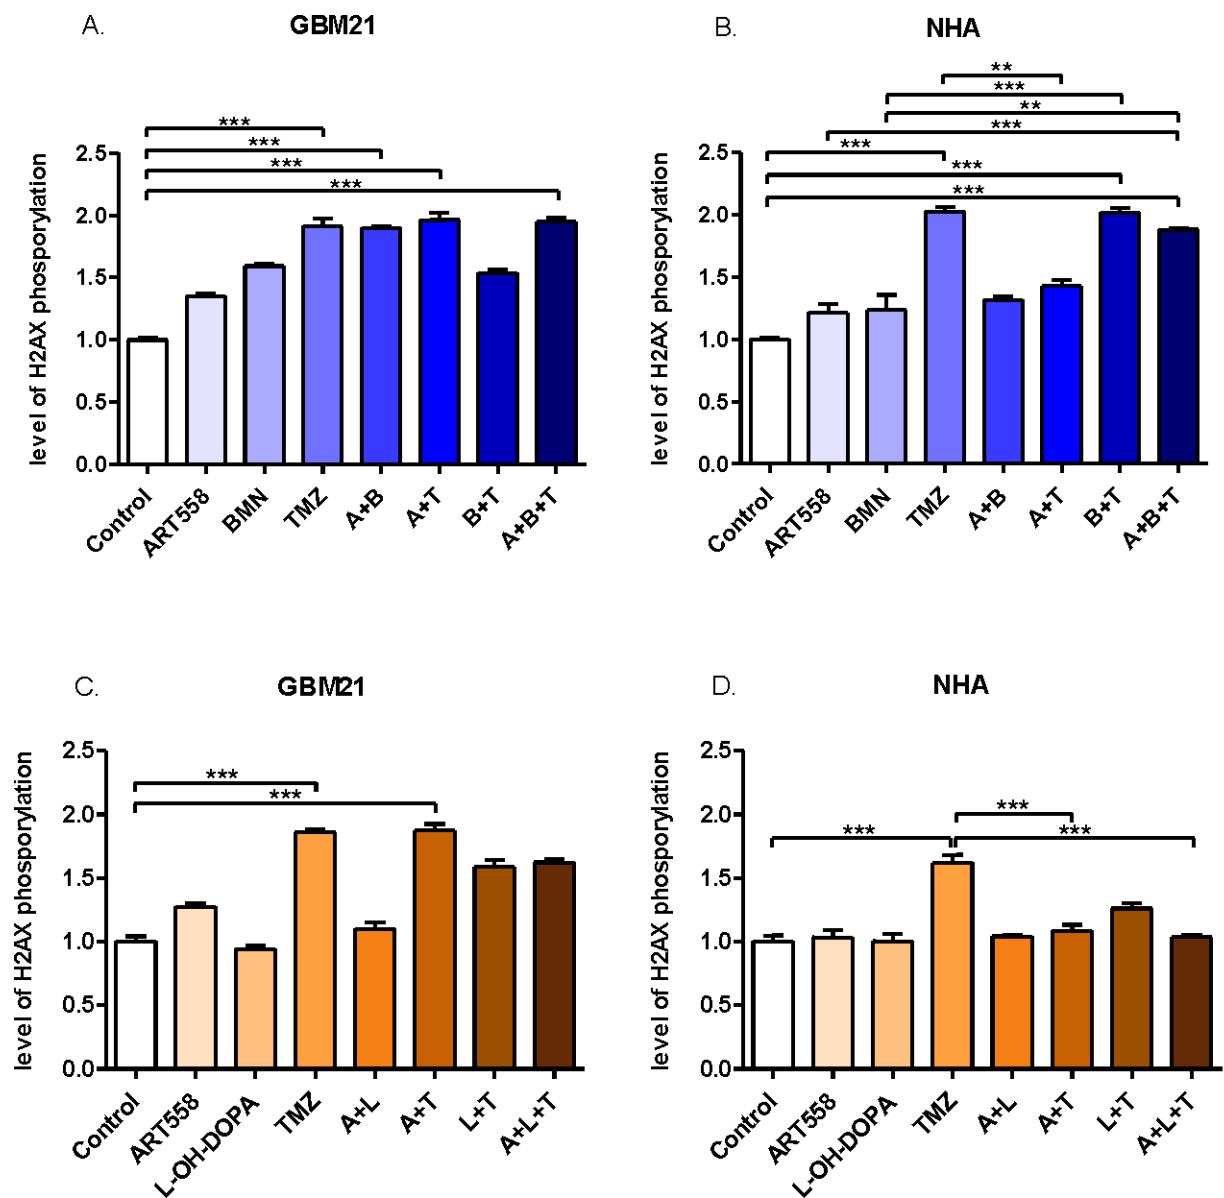 A.
GBM21
***
***
***
***
level of H2AX phosporylation
2.5
2.0
1.5
1.0
0.5
0.0
Control
ART558
BMN
TMZ
A+B
A+T
B+T
A+B+T
B.
NHA
**
***
**
***
***
***
***
level of H2AX phosporylation
2.5
2.0
1.5
1.0
0.5
0.0
Control
ART558
BMN
TMZ
A+B
A+T
B+T
A+B+T
C.
GBM21
***
***
level of H2AX phosporylation
2.5
2.0
1.5
1.0
0.5
0.0
Control
ART558
L-OH-DOPA
TMZ
A+L
A+T
L+T
A+L+T
D.
NHA
***
***
***
level of H2AX phosporylation
2.5
2.0
1.5
1.0
0.5
0.0
Control
ART558
L-OH-DOPA
TMZ
A+L
A+T
L+T
A+L+T